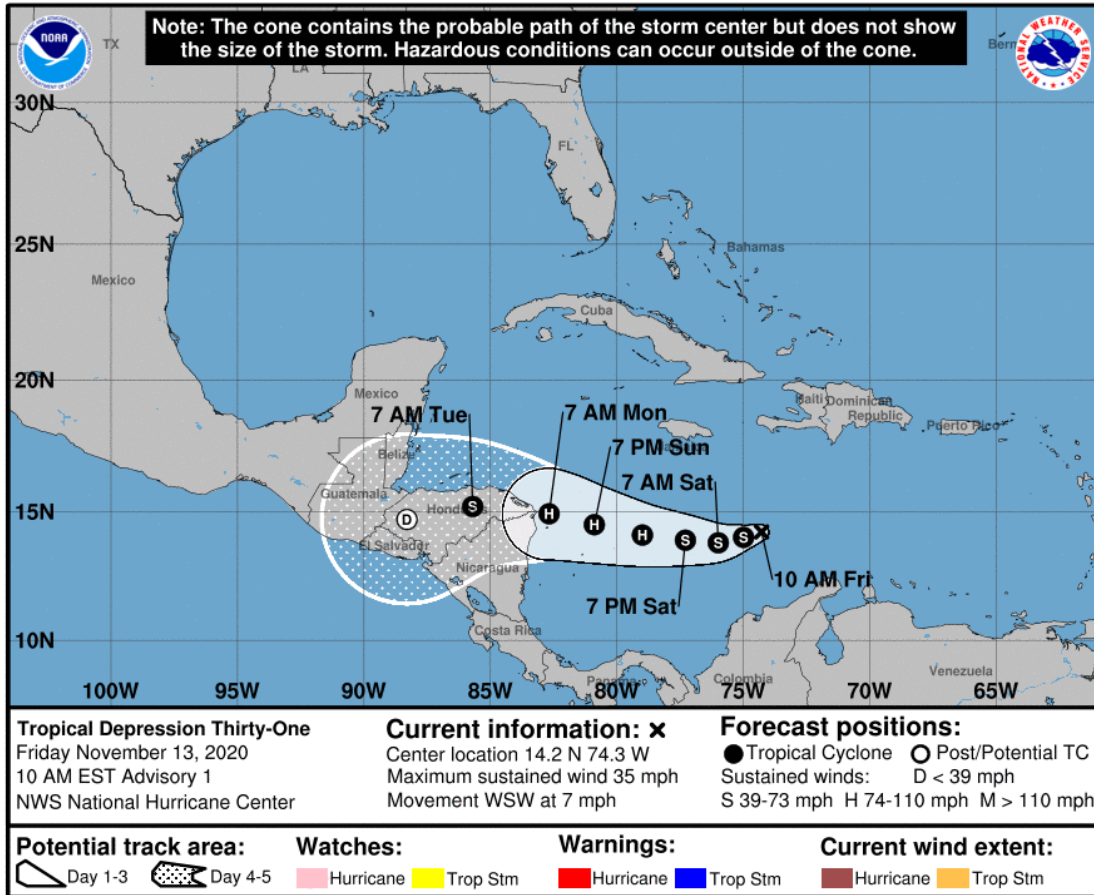 Note: The cone contains the probable path of the storm center but does not show
the size of the storm. Hazardous conditions can occur outside of the cone.
NOAA
NATIONAL WEATHER SERVICE
TX
LA
30N
FL
25N
Bahamas
Mexico
Cuba
20N
Mexico
Haiti
Dominican
Republic
Puerto Rico
7 AM Tue
7 AM Mon
7 PM Sun
7 AM Sat
Belize
Guatemala
15N
Honduras
D
S
H
H
H
S
S
S
El Salvador
Nicaragua
10 AM Fri
7 PM Sat
10N
Costa Rica
Panama
Colombia
Venezuela
100W 95W 90W 85W 80W 75W 70W 65W
Tropical Depression Thirty-One
Friday November 13, 2020
10 AM EST Advisory 1
NWS National Hurricane Center
Current information: ✖
Center location 14.2 N 74.3 W
Maximum sustained wind 35 mph
Movement WSW at 7 mph
Forecast positions:
Tropical Cyclone Post/Potential TC
Sustained winds: D < 39 mph
S 39-73 mph H 74-110 mph M > 110 mph
Potential track area:
Day 1-3 Day 4-5
Watches:
Hurricane Trop Stm
Warnings:
Hurricane Trop Stm
Current wind extent:
Hurricane Trop Stm